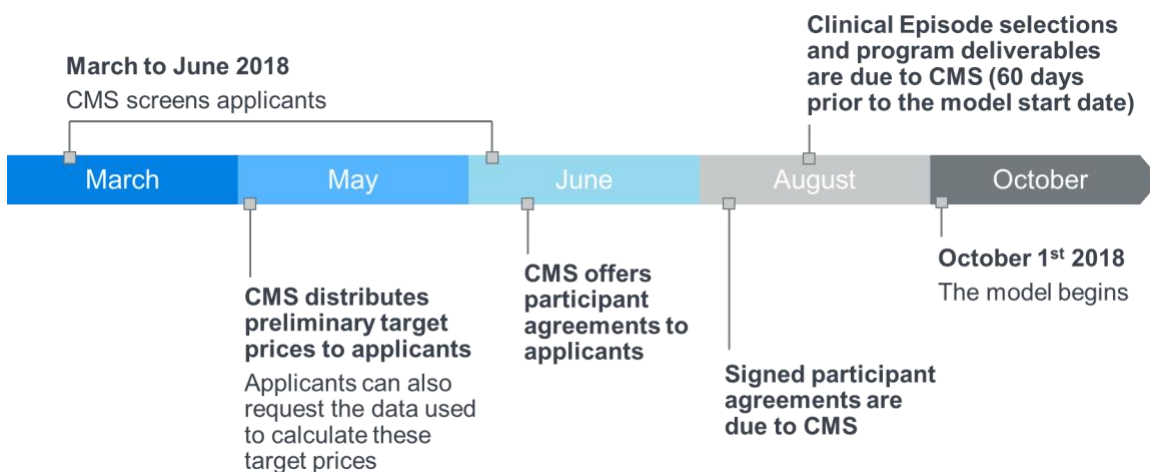 Clinical Episode selections
and program deliverables
are due to CMS (60 days
prior to the model start date)
March to June 2018
CMS screens applicants
March
May
June
August
October
CMS distributes
preliminary target
prices to applicants
Applicants can also
request the data used
to calculate these
target prices
CMS offers
participant
agreements to
applicants
Signed participant
agreements are
due to CMS
October 1st 2018
The model begins